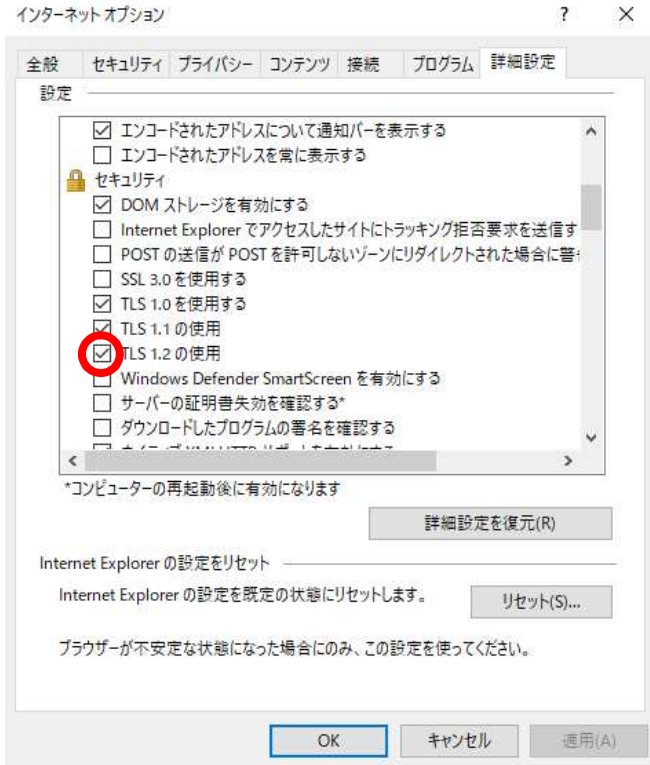 インターネット オプション ? ×
全般 セキュリティ プライバシー コンテンツ 接続 プログラム 詳細設定
設定
エンコードされたアドレスについて通知バーを表示する
エンコードされたアドレスを常に表示する
セキュリティ
DOM ストレージを有効にする
Internet Explorer でアクセスしたサイトにトラッキング拒否要求を送信す
POST の送信が POST を許可しないゾーンにリダイレクトされた場合に警
SSL 3.0 を使用する
TLS 1.0 を使用する
TLS 1.1 の使用
TLS 1.2 の使用
Windows Defender SmartScreen を有効にする
サーバーの証明書失効を確認する*
ダウンロードしたプログラムの署名を確認する
*コンピューターの再起動後に有効になります
詳細設定を復元(R)
Internet Explorer の設定をリセット
Internet Explorer の設定を既定の状態にリセットします。
リセット(S)...
ブラウザーが不安定な状態になった場合にのみ、この設定を使ってください。
OK キャンセル 適用(A)